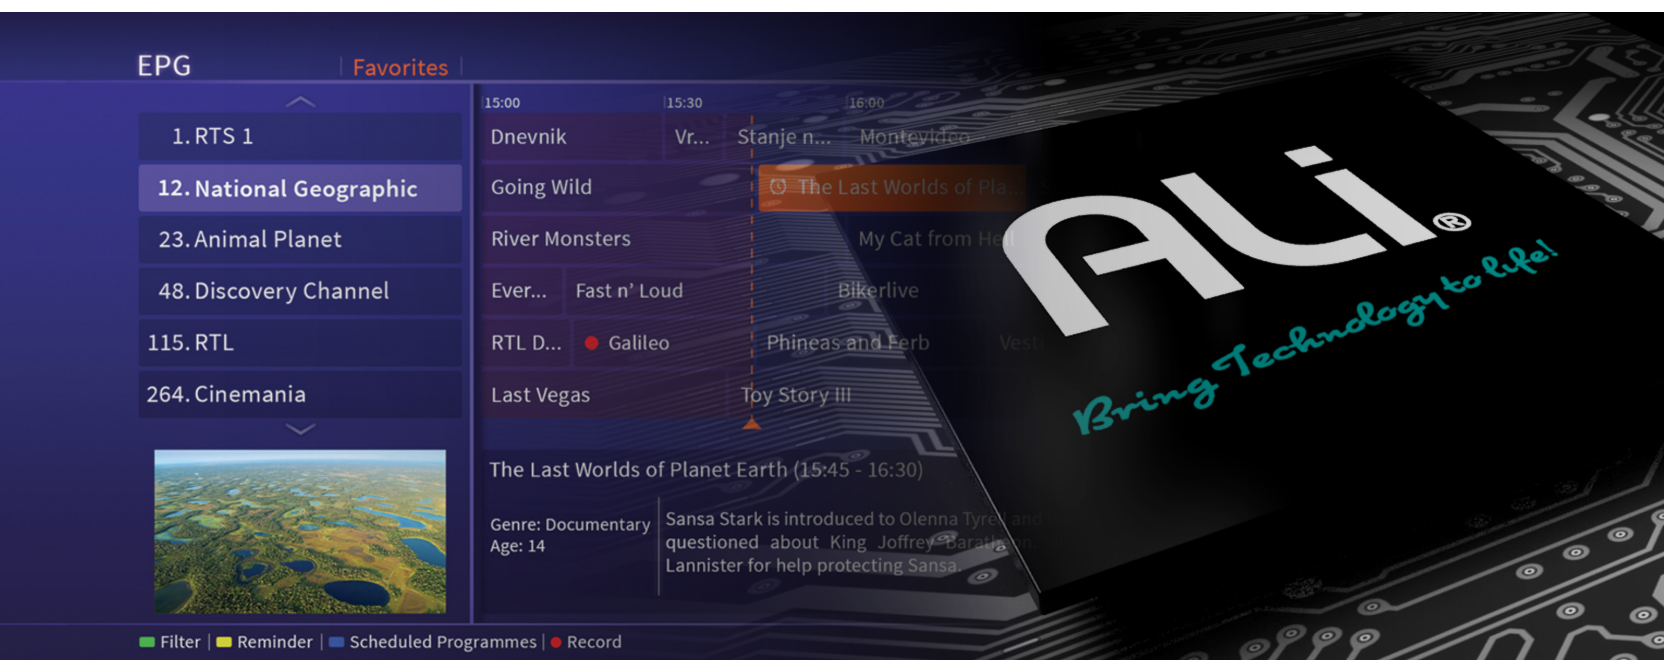 EPG
Favorites
15:00
15:30
16:00
1. RTS 1
Dnevnik
Vr...
Stanje n...
Montevideo
12. National Geographic
Going Wild
The Last Worlds of Pla...
23. Animal Planet
River Monsters
My Cat from Hell
48. Discovery Channel
Ever...
Fast n' Loud
Bikerlive
115. RTL
RTL D...
Galileo
Phineas and Ferb
264. Cinemania
Last Vegas
Toy Story III
The Last Worlds of Planet Earth (15:45 - 16:30)
Genre: Documentary
Age: 14
Sansa Stark is introduced to Olenna Tyrell and
questioned about King Joffrey
Lannister for help protecting Sansa.
Filter | Reminder | Scheduled Programmes | Record
ALi®
Bring Technology to life!